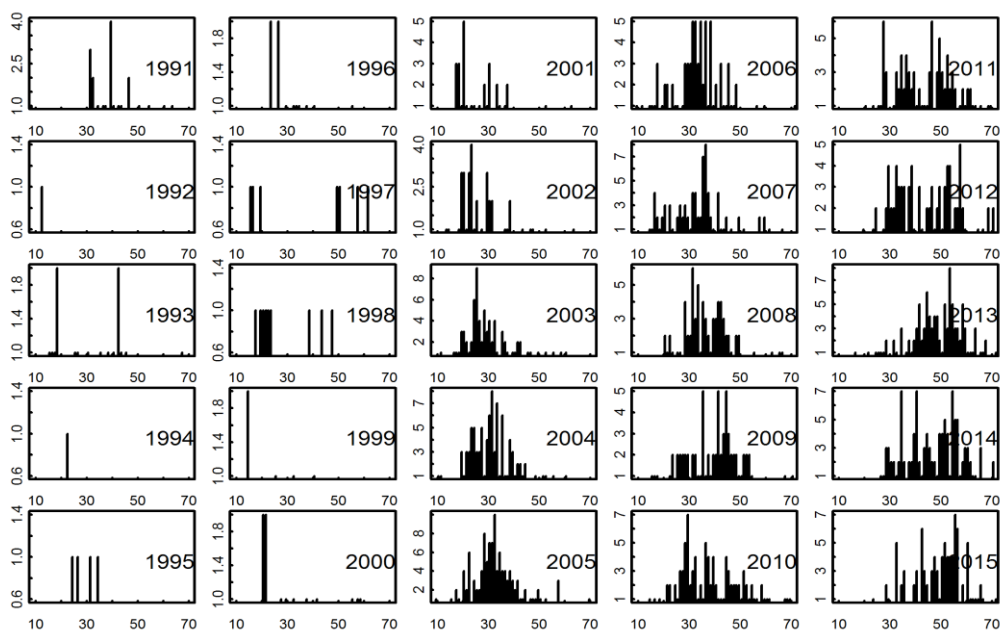 4.0 2.5 1.0 1991 10 30 50 70
1.8 1.4 1.0 1996 10 30 50 70
5 4 3 2 1 2001 10 30 50 70
6 5 4 3 2 1 2006 10 30 50 70
5 3 1 2011 10 30 50 70
1.4 1.0 0.6 1992 10 30 50 70
1.4 1.0 0.6 1997 10 30 50 70
4.0 2.5 1.0 2002 10 30 50 70
7 5 3 1 2007 10 30 50 70
5 4 3 2 1 2012 10 30 50 70
1.8 1.4 1.0 1993 10 30 50 70
1.0 0.8 0.6 1998 10 30 50 70
8 6 4 2 2003 10 30 50 70
5 3 1 2008 10 30 50 70
7 5 3 1 2013 10 30 50 70
1.4 1.0 0.6 1994 10 30 50 70
1.8 1.4 1.0 1999 10 30 50 70
7 5 3 1 2004 10 30 50 70
5 4 3 2 1 2009 10 30 50 70
7 5 3 1 2014 10 30 50 70
1.4 1.0 0.6 1995 10 30 50 70
1.8 1.4 1.0 2000 10 30 50 70
8 6 4 2 2005 10 30 50 70
7 5 3 1 2010 10 30 50 70
7 5 3 1 2015 10 30 50 70